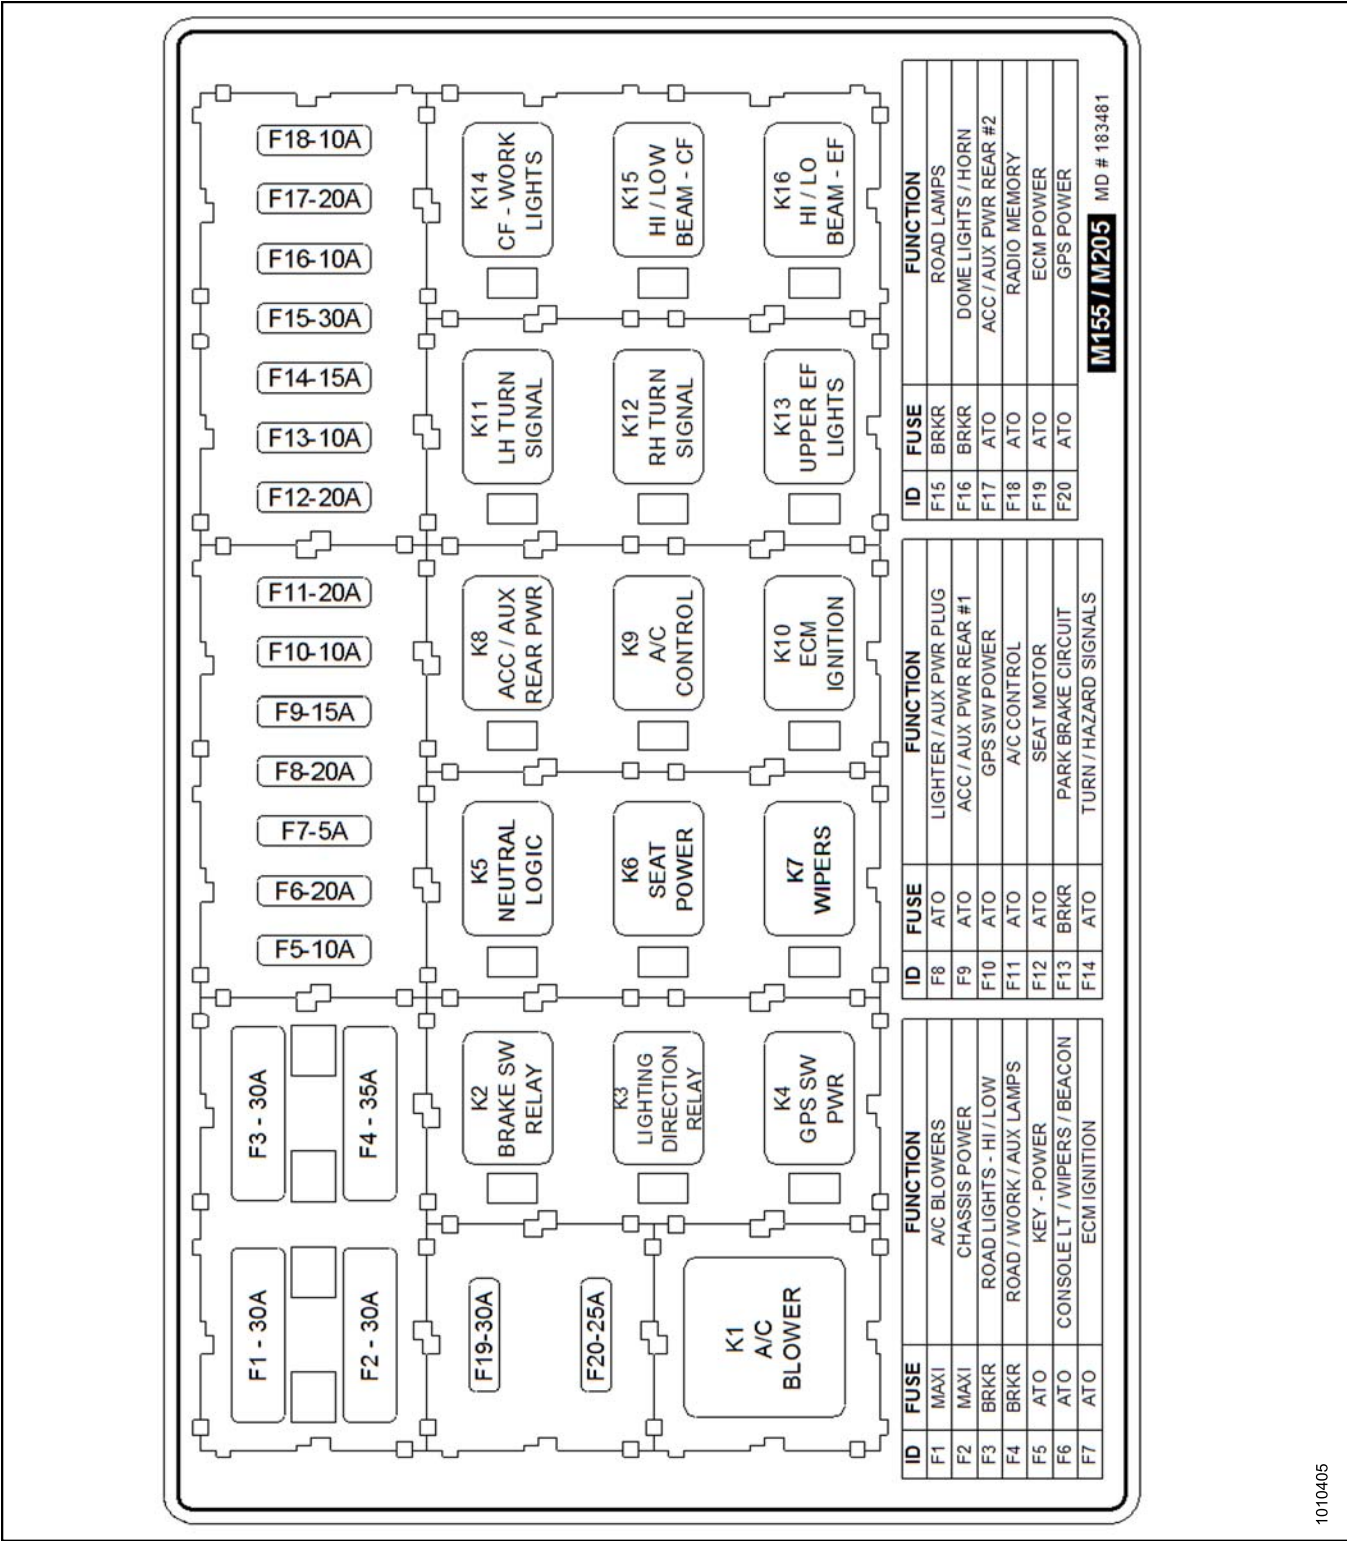 F18-10A
F17-20A
F16-10A
F15-30A
F14-15A
F13-10A
F12-20A
F11-20A
F10-10A
F9-15A
F8-20A
F7-5A
F6-20A
F5-10A
F3 - 30A
F4 - 35A
F1 - 30A
F2 - 30A
F19-30A
F20-25A
K1
A/C
BLOWER
K2
BRAKE SW
RELAY
K3
LIGHTING
DIRECTION
RELAY
K4
GPS SW
PWR
K5
NEUTRAL
LOGIC
K6
SEAT
POWER
K7
WIPERS
K8
ACC / AUX
REAR PWR
K9
A/C
CONTROL
K10
ECM
IGNITION
K11
LH TURN
SIGNAL
K12
RH TURN
SIGNAL
K13
UPPER EF
LIGHTS
K14
CF - WORK
LIGHTS
K15
HI / LOW
BEAM - CF
K16
HI / LO
BEAM - EF
ID FUSE FUNCTION
F1 MAXI A/C BLOWERS
F2 MAXI CHASSIS POWER
F3 BRKR ROAD LIGHTS - HI / LOW
F4 BRKR ROAD / WORK / AUX LAMPS
F5 ATO KEY - POWER
F6 ATO CONSOLE LT / WIPERS / BEACON
F7 ATO ECM IGNITION
ID FUSE FUNCTION
F8 ATO LIGHTER / AUX PWR PLUG
F9 ATO ACC / AUX PWR REAR #1
F10 ATO GPS SW POWER
F11 ATO A/C CONTROL
F12 ATO SEAT MOTOR
F13 BRKR PARK BRAKE CIRCUIT
F14 ATO TURN / HAZARD SIGNALS
ID FUSE FUNCTION
F15 BRKR ROAD LAMPS
F16 BRKR DOME LIGHTS / HORN
F17 ATO ACC / AUX PWR REAR #2
F18 ATO RADIO MEMORY
F19 ATO ECM POWER
F20 ATO GPS POWER
M155 / M205 MD # 183481
1010405